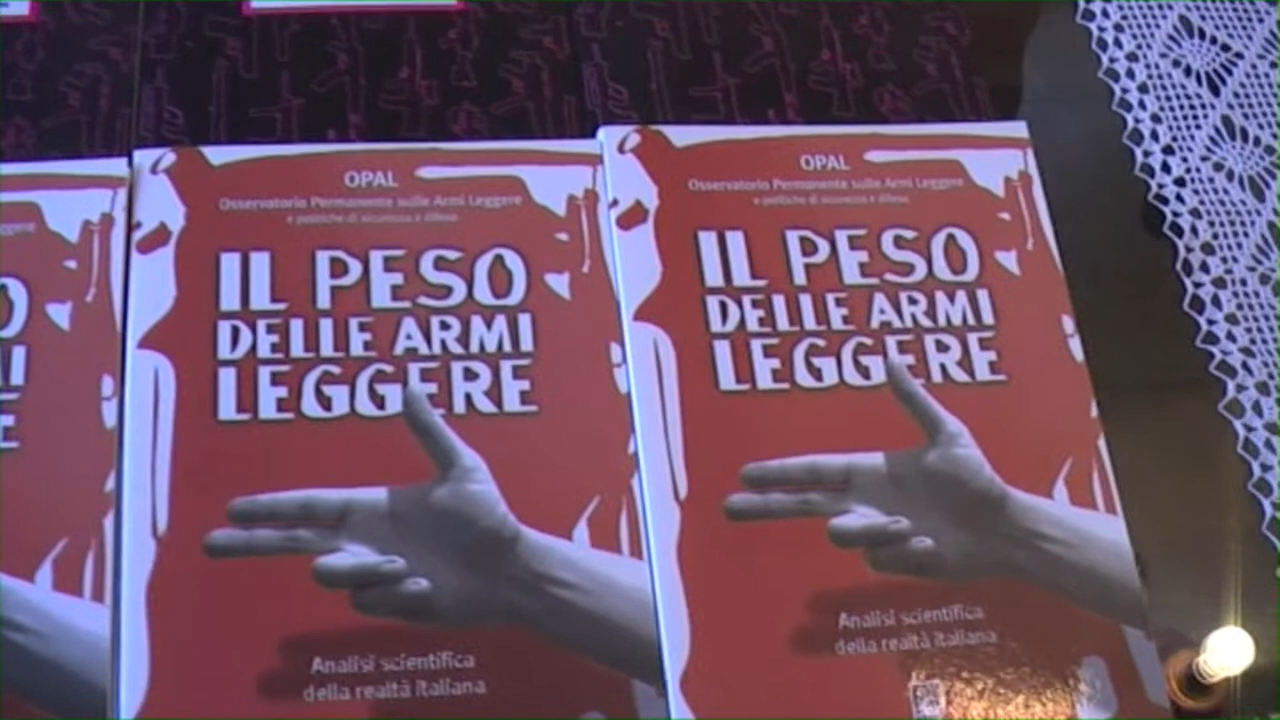 OPAL
Osservatorio Permanente sulle Armi Leggere
e politiche di sicurezza e difesa
IL PESO
DELLE ARMI
LEGGERE
Analisi scientifica
della realtà italiana
OPAL
Osservatorio Permanente sulle Armi Leggere
e politiche di sicurezza e difesa
IL PESO
DELLE ARMI
LEGGERE
Analisi scientifica
della realtà italiana